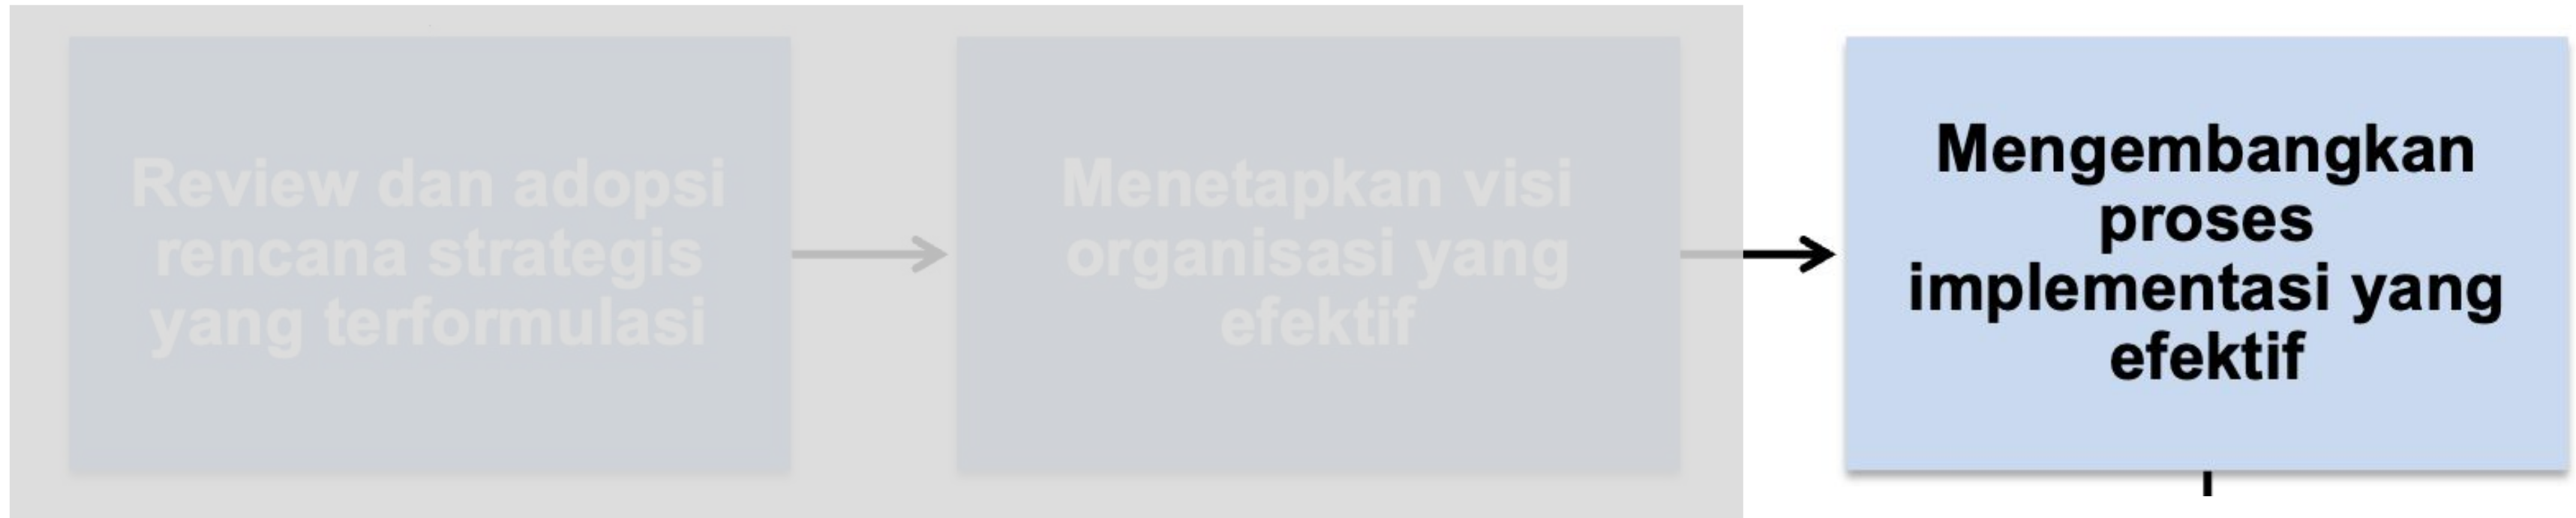 Review dan adopsi
rencana strategis
yang terformulasi
Menetapkan visi
organisasi yang
efektif
Mengembangkan
proses
implementasi yang
efektif